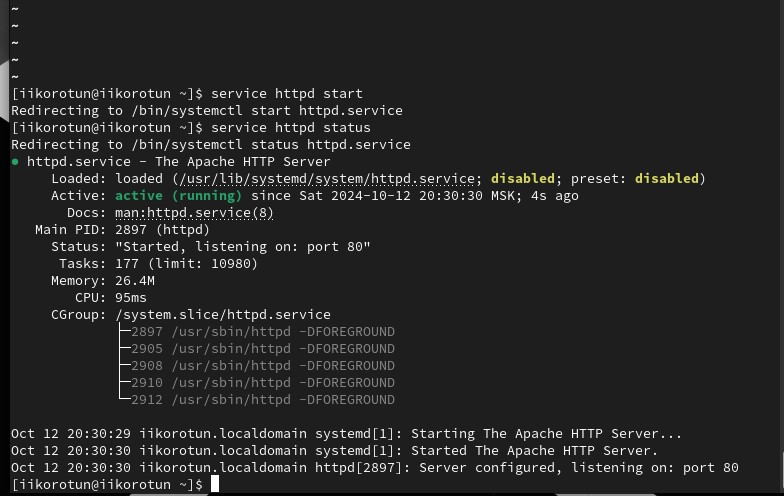 ~
~
~
~
~
[iikorotun@iikorotun ~]$ service httpd start
Redirecting to /bin/systemctl start httpd.service
[iikorotun@iikorotun ~]$ service httpd status
Redirecting to /bin/systemctl status httpd.service
● httpd.service - The Apache HTTP Server
     Loaded: loaded (/usr/lib/systemd/system/httpd.service; disabled; preset: disabled)
     Active: active (running) since Sat 2024-10-12 20:30:30 MSK; 4s ago
       Docs: man:httpd.service(8)
   Main PID: 2897 (httpd)
     Status: "Started, listening on: port 80"
      Tasks: 177 (limit: 10980)
     Memory: 26.4M
        CPU: 95ms
     CGroup: /system.slice/httpd.service
             ├─2897 /usr/sbin/httpd -DFOREGROUND
             ├─2905 /usr/sbin/httpd -DFOREGROUND
             ├─2908 /usr/sbin/httpd -DFOREGROUND
             ├─2910 /usr/sbin/httpd -DFOREGROUND
             └─2912 /usr/sbin/httpd -DFOREGROUND
Oct 12 20:30:29 iikorotun.localdomain systemd[1]: Starting The Apache HTTP Server...
Oct 12 20:30:30 iikorotun.localdomain systemd[1]: Started The Apache HTTP Server.
Oct 12 20:30:30 iikorotun.localdomain httpd[2897]: Server configured, listening on: port 80
[iikorotun@iikorotun ~]$